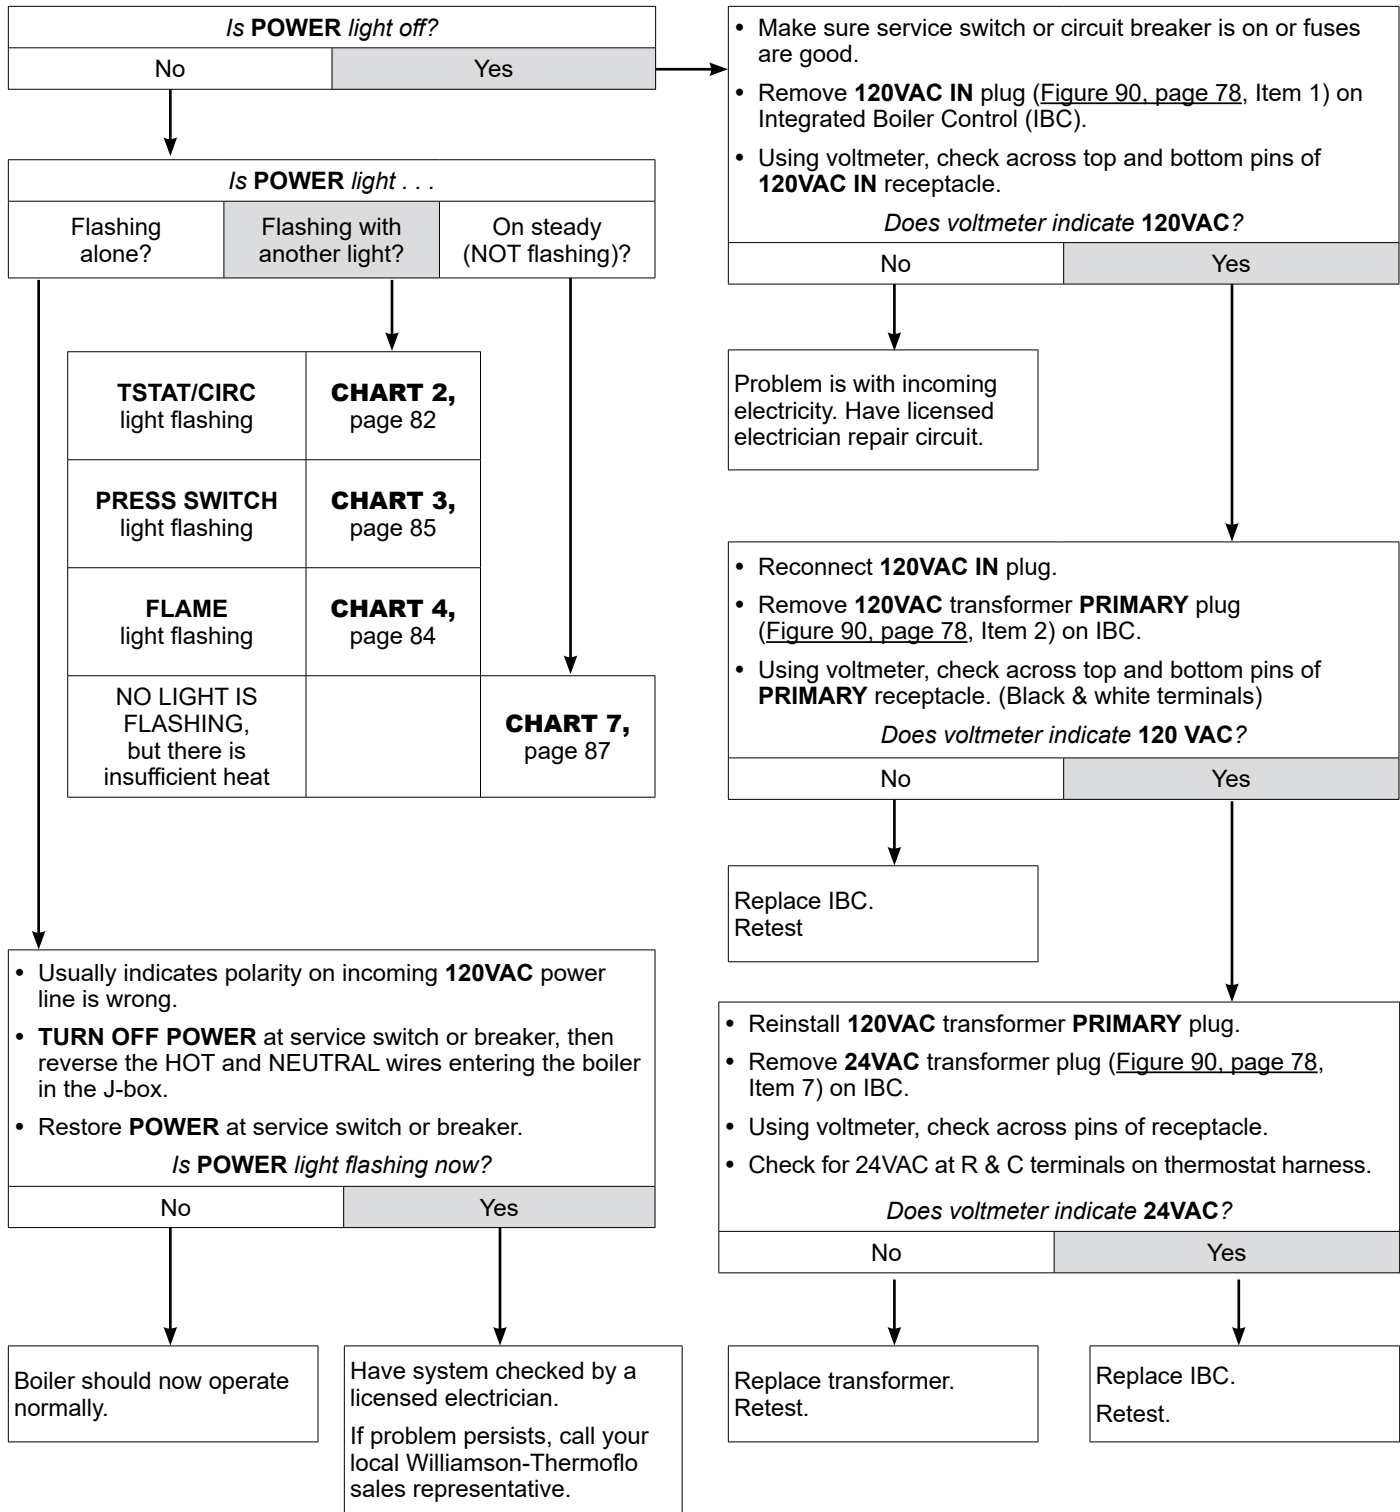 Is POWER light off?
No
Yes
Is POWER light . . .
Flashing
alone?
Flashing with
another light?
On steady
(NOT flashing)?
TSTAT/CIRC
light flashing
CHART 2,
page 82
PRESS SWITCH
light flashing
CHART 3,
page 85
FLAME
light flashing
CHART 4,
page 84
NO LIGHT IS
FLASHING,
but there is
insufficient heat
CHART 7,
page 87
• Usually indicates polarity on incoming 120VAC power
line is wrong.
• TURN OFF POWER at service switch or breaker, then
reverse the HOT and NEUTRAL wires entering the boiler
in the J-box.
• Restore POWER at service switch or breaker.
Is POWER light flashing now?
No
Yes
Boiler should now operate
normally.
Have system checked by a
licensed electrician.
If problem persists, call your
local Williamson-Thermoflo
sales representative.
• Make sure service switch or circuit breaker is on or fuses
are good.
• Remove 120VAC IN plug (Figure 90, page 78, Item 1) on
Integrated Boiler Control (IBC).
• Using voltmeter, check across top and bottom pins of
120VAC IN receptacle.
Does voltmeter indicate 120VAC?
No
Yes
Problem is with incoming
electricity. Have licensed
electrician repair circuit.
• Reconnect 120VAC IN plug.
• Remove 120VAC transformer PRIMARY plug
(Figure 90, page 78, Item 2) on IBC.
• Using voltmeter, check across top and bottom pins of
PRIMARY receptacle. (Black & white terminals)
Does voltmeter indicate 120 VAC?
No
Yes
Replace IBC.
Retest
• Reinstall 120VAC transformer PRIMARY plug.
• Remove 24VAC transformer plug (Figure 90, page 78,
Item 7) on IBC.
• Using voltmeter, check across pins of receptacle.
• Check for 24VAC at R & C terminals on thermostat harness.
Does voltmeter indicate 24VAC?
No
Yes
Replace transformer.
Retest.
Replace IBC.
Retest.